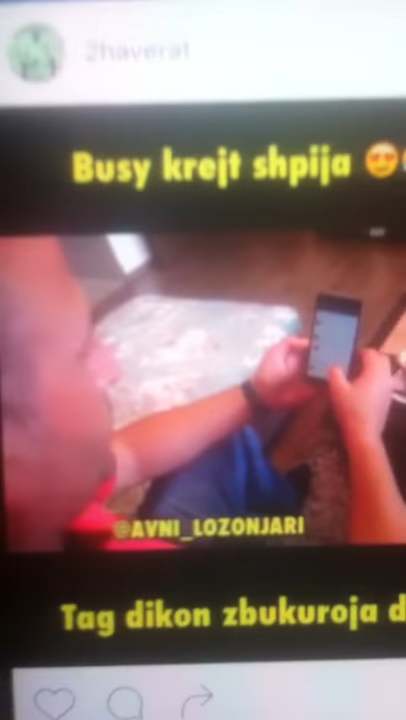 2haverat
Busy krejt shpija 😍
@AVNI_LOZONJARI
Tag dikon zbukuroja d